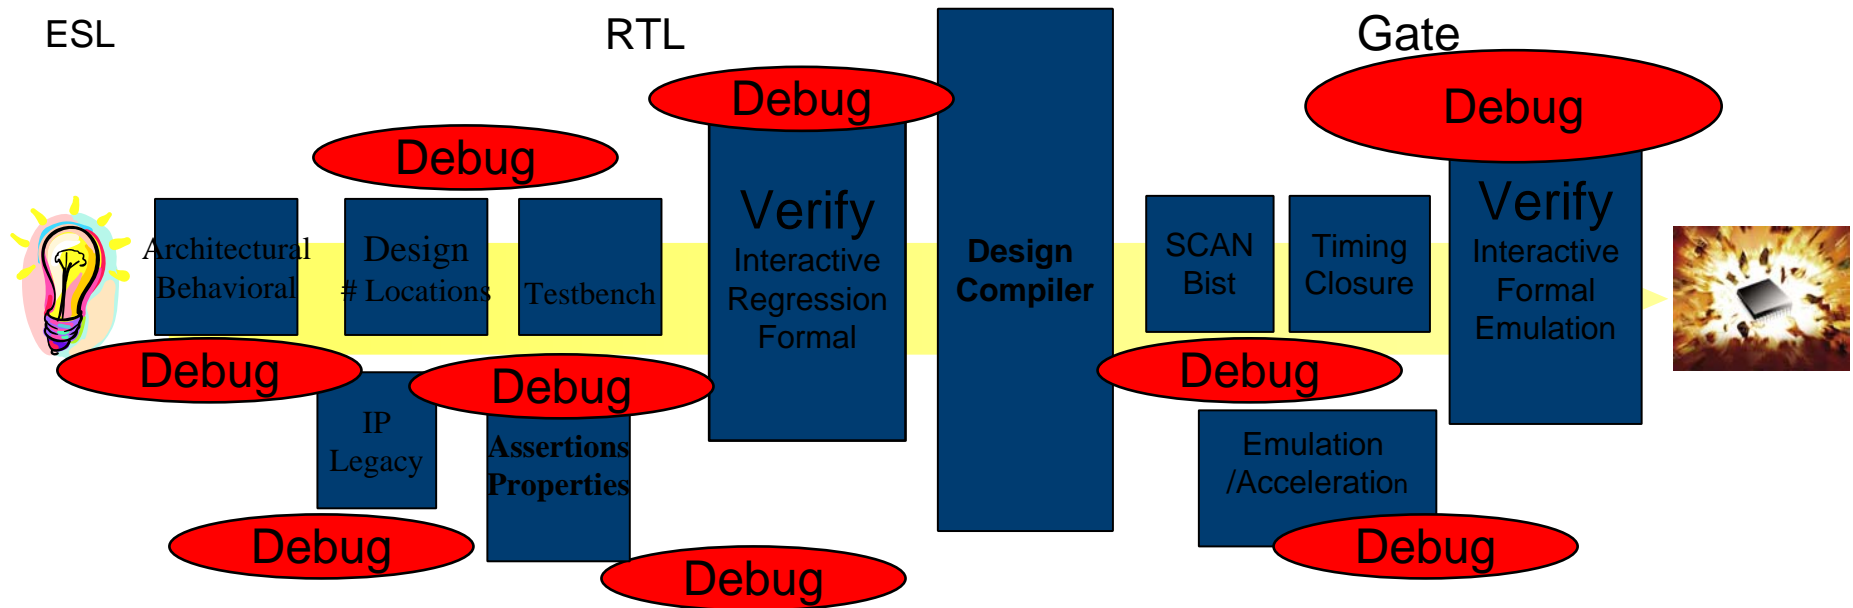 ESL
RTL
Gate
Debug
Debug
Debug
Architectural
Behavioral
Design
# Locations
Testbench
Verify
Interactive
Regression
Formal
Design
Compiler
SCAN
Bist
Timing
Closure
Verify
Interactive
Formal
Emulation
Debug
Debug
Debug
IP
Legacy
Assertions
Properties
Emulation
/Acceleration
Debug
Debug
Debug